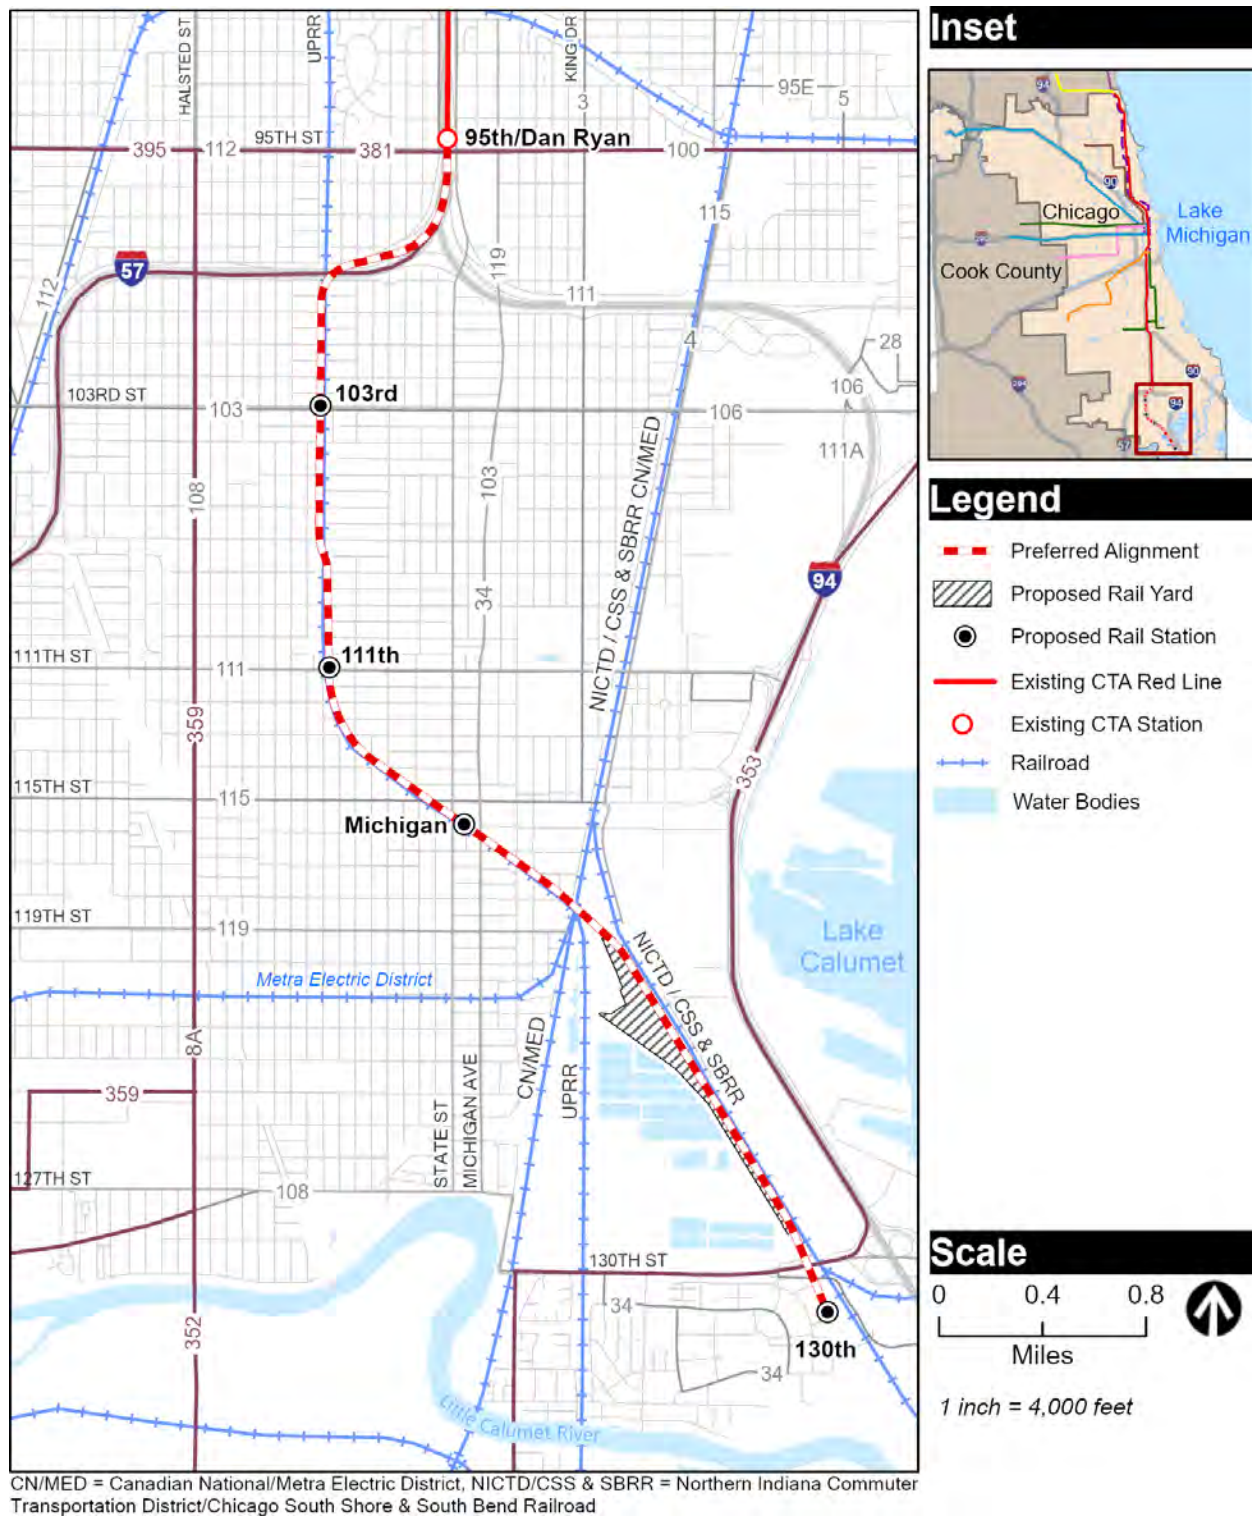 HALSTED ST
UPRR
KING DR
3
95E
5
95TH ST
95th/Dan Ryan
395
112
381
100
115
57
112
119
111
4
28
103RD ST
103rd
103
106
106
111A
108
103
NICTD / CSS & SBRR CN/MED
94
34
111TH ST
111
111th
359
353
115TH ST
115
Michigan
119TH ST
119
Lake
Calumet
Metra Electric District
NICTD / CSS & SBRR
8A
CN/MED
UPRR
359
STATE ST
MICHIGAN AVE
127TH ST
108
130TH ST
34
352
130th
34
Little Calumet River
CN/MED = Canadian National/Metra Electric District, NICTD/CSS & SBRR = Northern Indiana Commuter
Transportation District/Chicago South Shore & South Bend Railroad
Inset
94
90
Chicago
Lake
Michigan
Cook County
90
294
94
57
Legend
Preferred Alignment
Proposed Rail Yard
Proposed Rail Station
Existing CTA Red Line
Existing CTA Station
Railroad
Water Bodies
Scale
0 0.4 0.8
Miles
1 inch = 4,000 feet